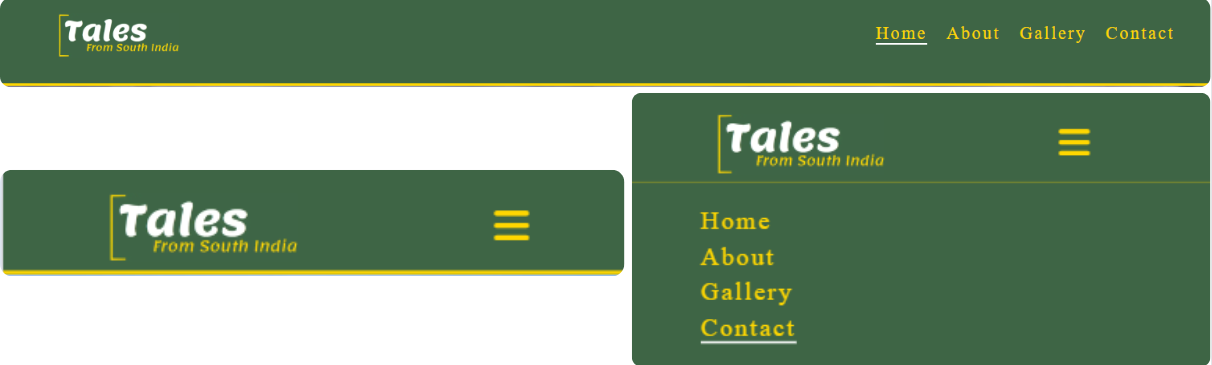 Tales
From South India
Home About Gallery Contact
Tales
From South India
Tales
From South India
Home
About
Gallery
Contact